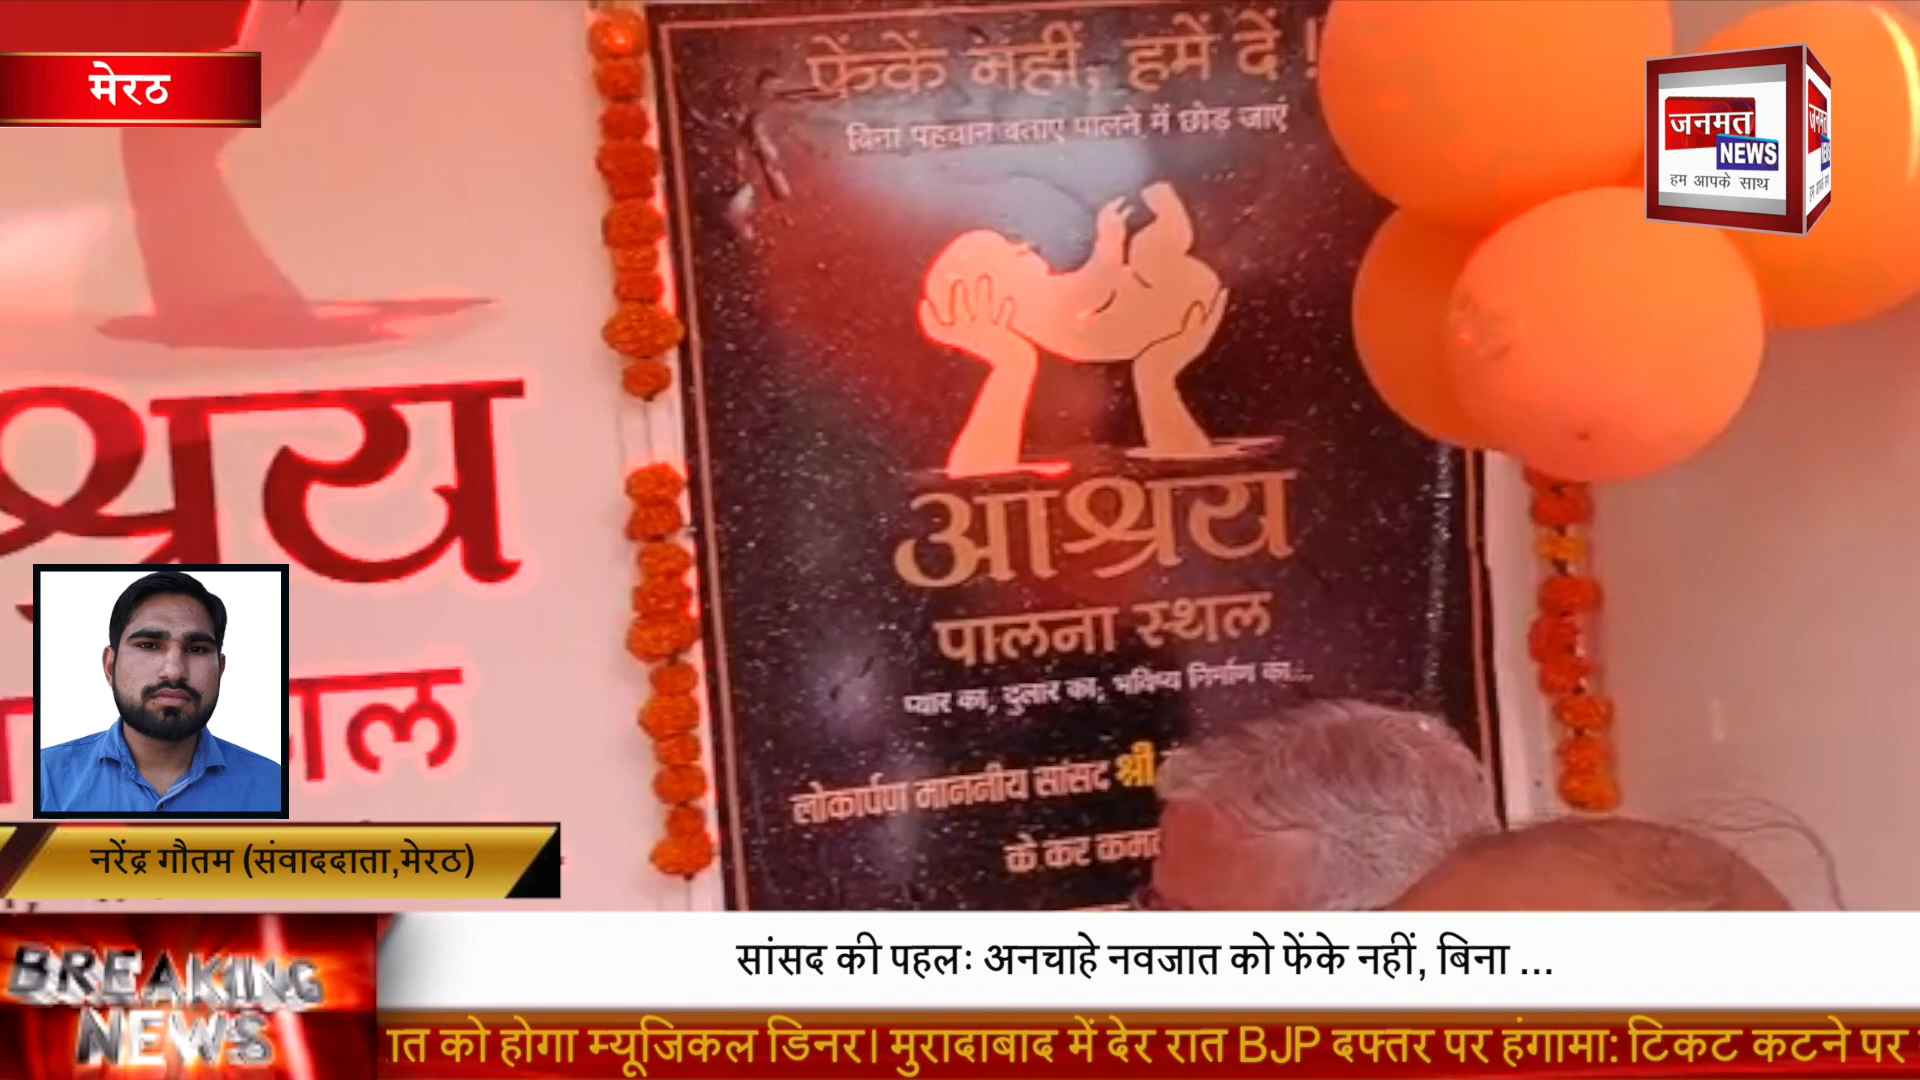 मेरठ
फेंकें नहीं, हमें दें !
बिना पहचान बताए पालने में छोड़ जाएं
जनमत
NEWS
हम आपके साथ
आश्रय
पालना स्थल
प्यार का, दुलार का, भविष्य निर्माण का...
लोकार्पण माननीय सांसद श्री
के कर कमल
श्रय
नरेंद्र गौतम (संवाददाता,मेरठ)
BREAKING
NEWS
सांसद की पहलः अनचाहे नवजात को फेंके नहीं, बिना ...
ात को होगा म्यूजिकल डिनर। मुरादाबाद में देर रात BJP दफ्तर पर हंगामा: टिकट कटने पर